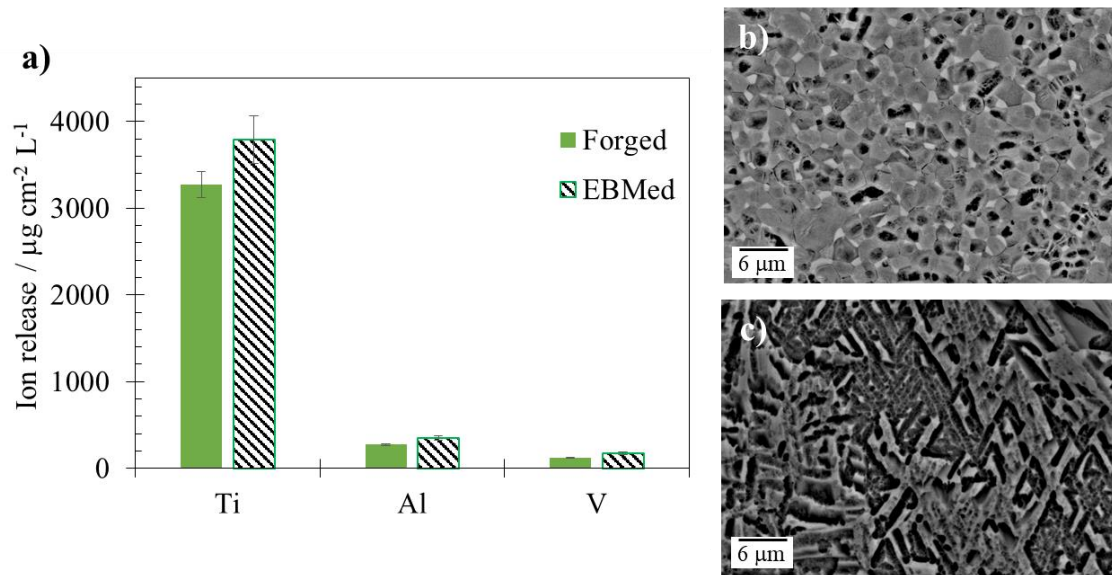 a)
Ion release / µg cm-2 L-1
4000
3000
2000
1000
0
Ti
Al
V
Forged
EBMed
b)
6 µm
c)
6 µm